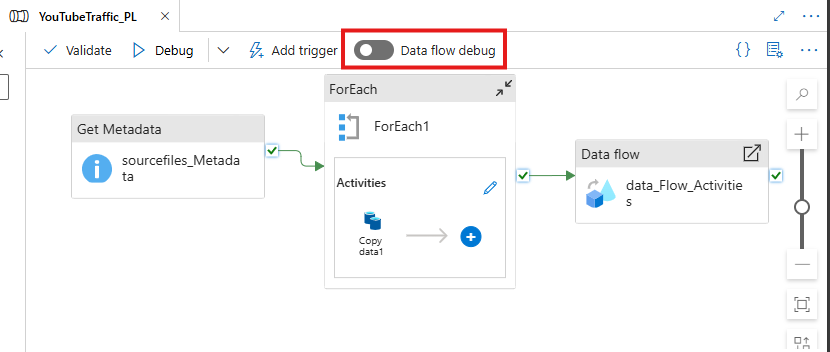 YouTubeTraffic_PL
Validate Debug Add trigger Data flow debug
ForEach
ForEach1
Get Metadata
sourcefiles_Metada
ta
Activities
Copy
data1
Data flow
data_Flow_Activitie
s